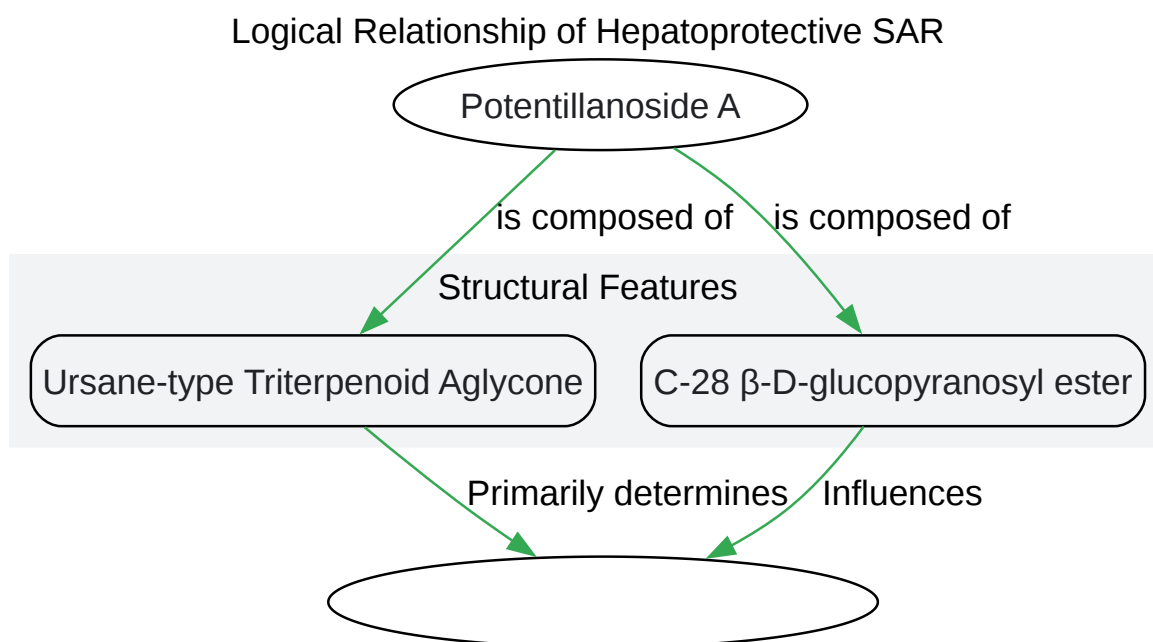 Logical Relationship of Hepatoprotective SAR
Potentillanoside A
is composed of
is composed of
Structural Features
Ursane-type Triterpenoid Aglycone
C-28 β-D-glucopyranosyl ester
Primarily determines
Influences